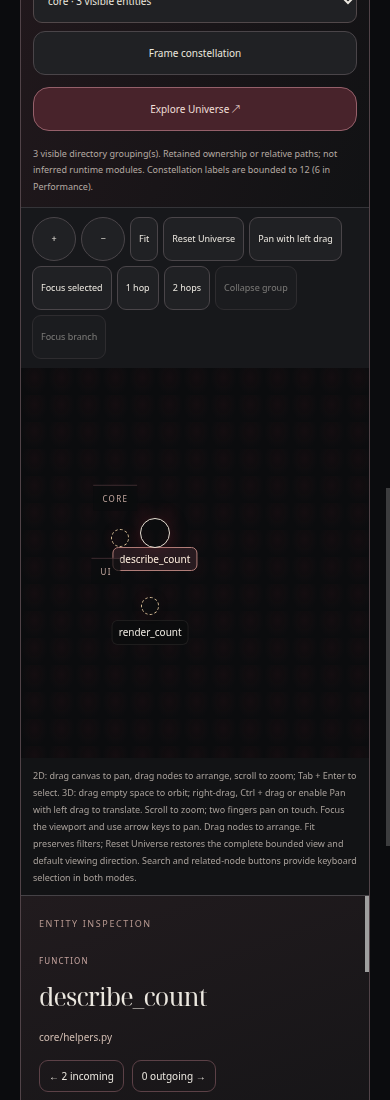 core · 3 visible entities
Frame constellation
Explore Universe ↗
3 visible directory grouping(s). Retained ownership or relative paths; not
inferred runtime modules. Constellation labels are bounded to 12 (6 in
Performance).
+ − Fit Reset Universe Pan with left drag
Focus selected 1 hop 2 hops Collapse group
Focus branch
CORE
describe_count
UI
render_count
2D: drag canvas to pan, drag nodes to arrange, scroll to zoom; Tab + Enter to
select. 3D: drag empty space to orbit; right-drag, Ctrl + drag or enable Pan
with left drag to translate. Scroll to zoom; two fingers pan on touch. Focus
the viewport and use arrow keys to pan. Drag nodes to arrange. Fit
preserves filters; Reset Universe restores the complete bounded view and
default viewing direction. Search and related-node buttons provide keyboard
selection in both modes.
ENTITY INSPECTION
FUNCTION
describe_count
core/helpers.py
← 2 incoming 0 outgoing →